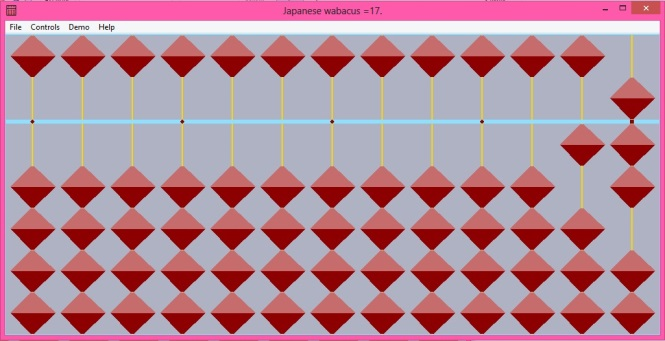 Japanese wabacus =17.
File Controls Demo Help